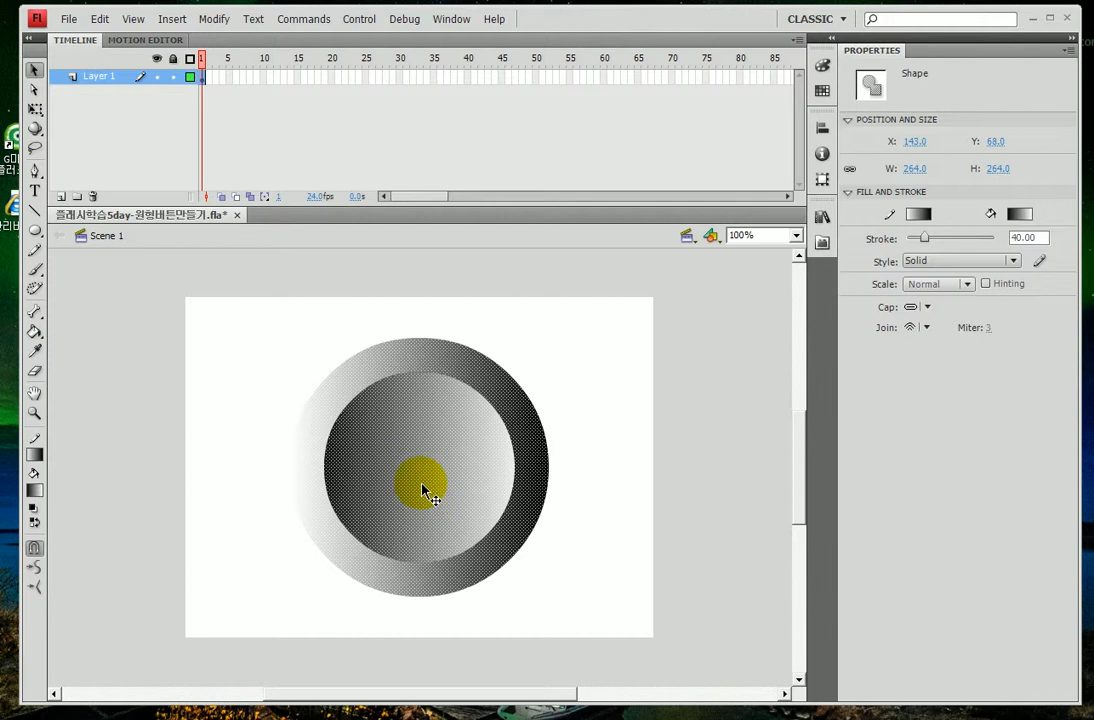 Fl File Edit View Insert Modify Text Commands Control Debug Window Help CLASSIC
TIMELINE MOTION EDITOR
1 5 10 15 20 25 30 35 40 45 50 55 60 65 70 75 80 85
Layer 1
1 24.0fps 0.0s
플래시학습5day-원형버튼만들기.fla*
Scene 1 100%
PROPERTIES
Shape
POSITION AND SIZE
X: 143.0 Y: 68.0
W: 264.0 H: 264.0
FILL AND STROKE
Stroke: 40.00
Style: Solid
Scale: Normal Hinting
Cap:
Join: Miter: 3
T